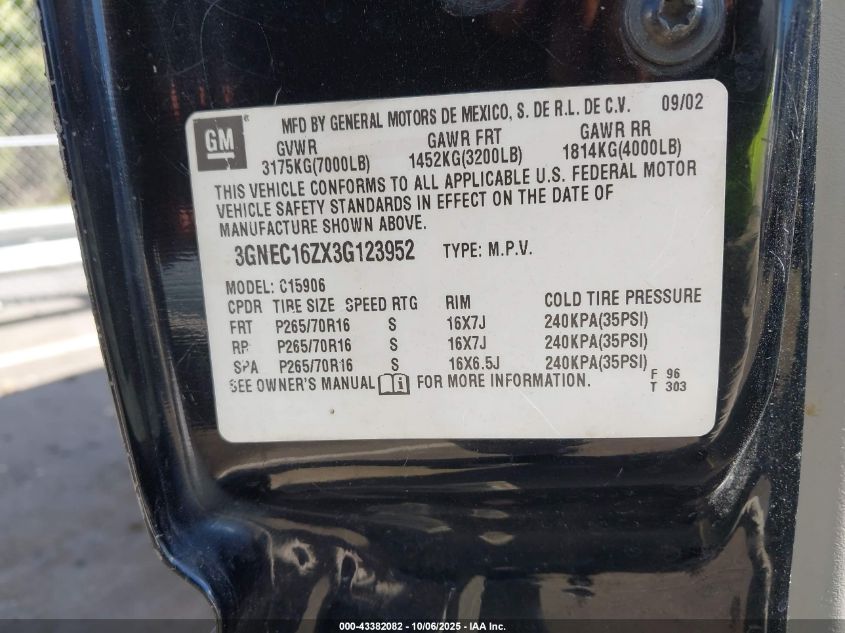 GM ® MFD BY GENERAL MOTORS DE MEXICO, S. DE R.L. DE C.V. 09/02
GVWR GAWR FRT GAWR RR
3175KG(7000LB) 1452KG(3200LB) 1814KG(4000LB)
THIS VEHICLE CONFORMS TO ALL APPLICABLE U.S. FEDERAL MOTOR
VEHICLE SAFETY STANDARDS IN EFFECT ON THE DATE OF
MANUFACTURE SHOWN ABOVE.
3GNEC16ZX3G123952 TYPE: M.P.V.
MODEL: C15906
CPDR TIRE SIZE SPEED RTG RIM COLD TIRE PRESSURE
FRT P265/70R16 S 16X7J 240KPA(35PSI)
RR P265/70R16 S 16X7J 240KPA(35PSI)
SPA P265/70R16 S 16X6.5J 240KPA(35PSI)
SEE OWNER'S MANUAL i FOR MORE INFORMATION. F 96
T 303
000-43382082 - 10/06/2025 - IAA Inc.